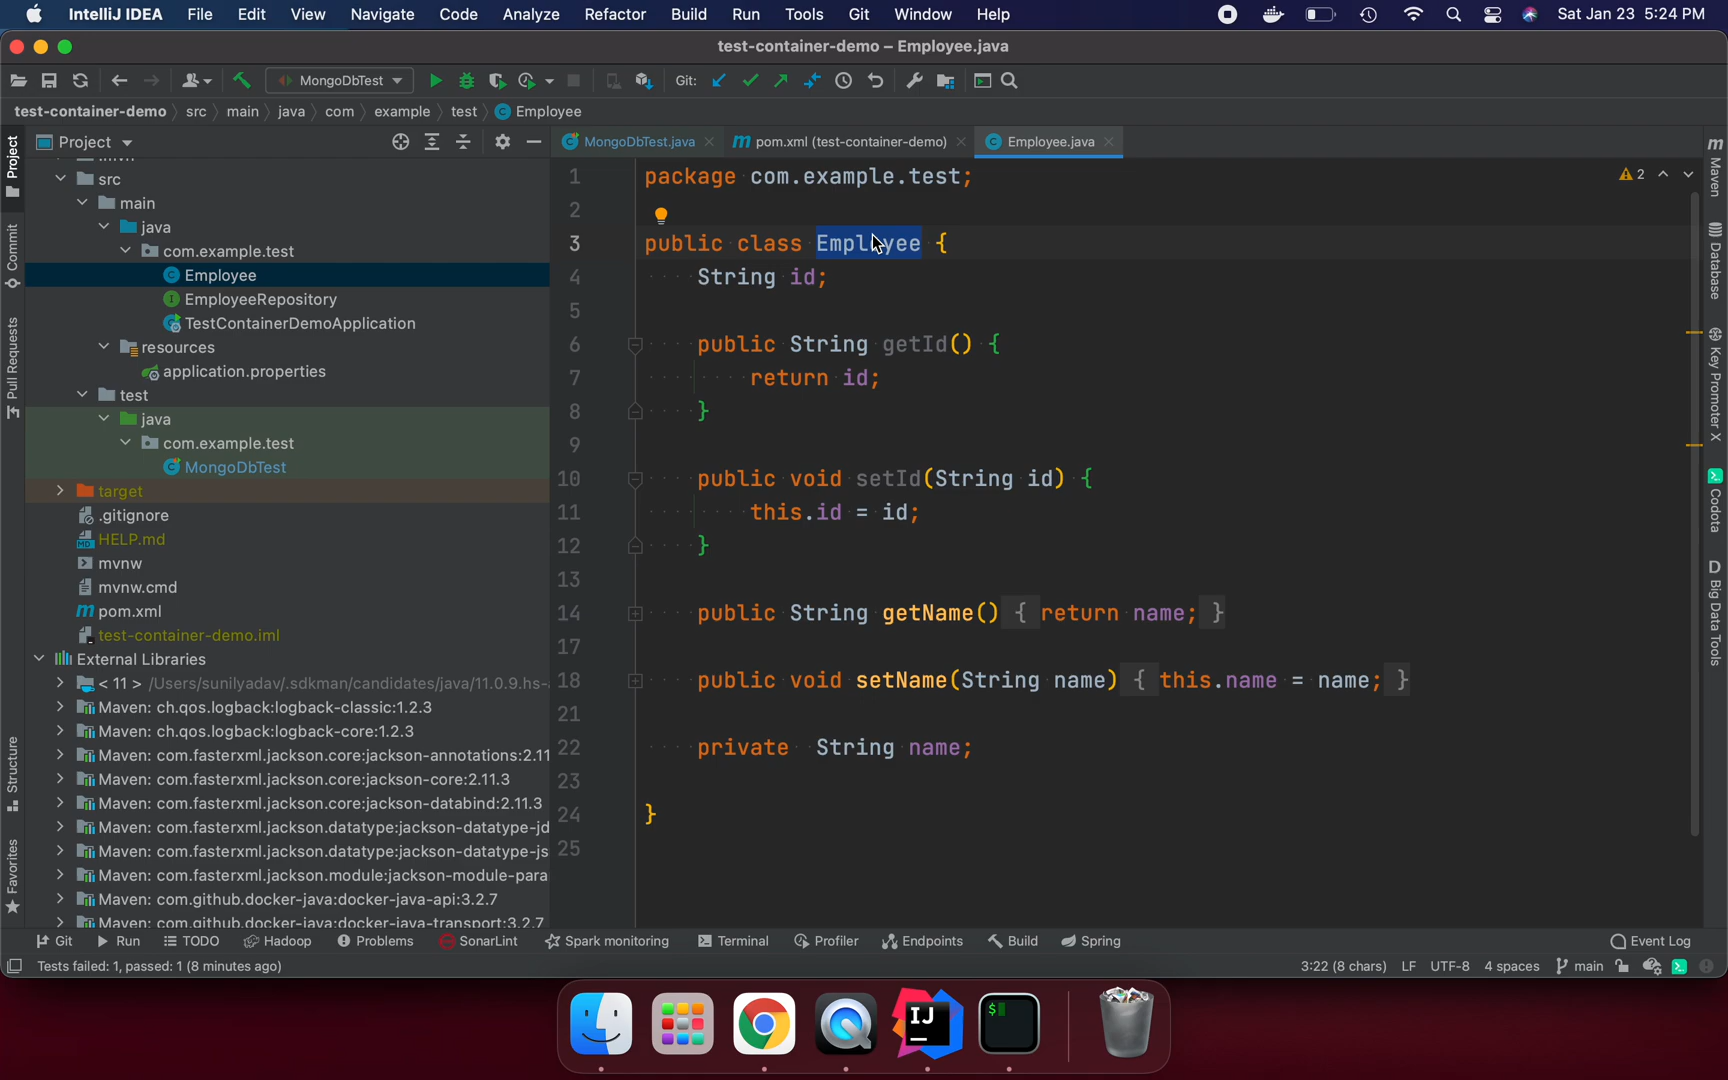 IntelliJ IDEA File Edit View Navigate Code Analyze Refactor Build Run Tools Git Window Help Sat Jan 23 5:24 PM
test-container-demo – Employee.java
MongoDbTest Git:
test-container-demo src main java com example test Employee
Project
MongoDbTest.java pom.xml (test-container-demo) Employee.java
src
main
java
com.example.test
Employee
EmployeeRepository
TestContainerDemoApplication
resources
application.properties
test
java
com.example.test
MongoDbTest
target
.gitignore
HELP.md
mvnw
mvnw.cmd
pom.xml
test-container-demo.iml
External Libraries
< 11 > /Users/sunilyadav/.sdkman/candidates/java/11.0.9.hs-
Maven: ch.qos.logback:logback-classic:1.2.3
Maven: ch.qos.logback:logback-core:1.2.3
Maven: com.fasterxml.jackson.core:jackson-annotations:2.11
Maven: com.fasterxml.jackson.core:jackson-core:2.11.3
Maven: com.fasterxml.jackson.core:jackson-databind:2.11.3
Maven: com.fasterxml.jackson.datatype:jackson-datatype-jd
Maven: com.fasterxml.jackson.datatype:jackson-datatype-js
Maven: com.fasterxml.jackson.module:jackson-module-para
Maven: com.github.docker-java:docker-java-api:3.2.7
Maven: com.github.docker-java:docker-java-transport:3.2.7
1 package com.example.test; 2
2
3 public class Employee {
4 String id;
5
6 public String getId() {
7 return id;
8 }
9
10 public void setId(String id) {
11 this.id = id;
12 }
13
14 public String getName() { return name; }
17
18 public void setName(String name) { this.name = name; }
21
22 private String name;
23
24 }
25
Project
Commit
Pull Requests
Structure
Favorites
m Maven
Database
Key Promoter X
Codota
D Big Data Tools
Git Run TODO Hadoop Problems SonarLint Spark monitoring Terminal Profiler Endpoints Build Spring Event Log
Tests failed: 1, passed: 1 (8 minutes ago) 3:22 (8 chars) LF UTF-8 4 spaces main
IJ
$